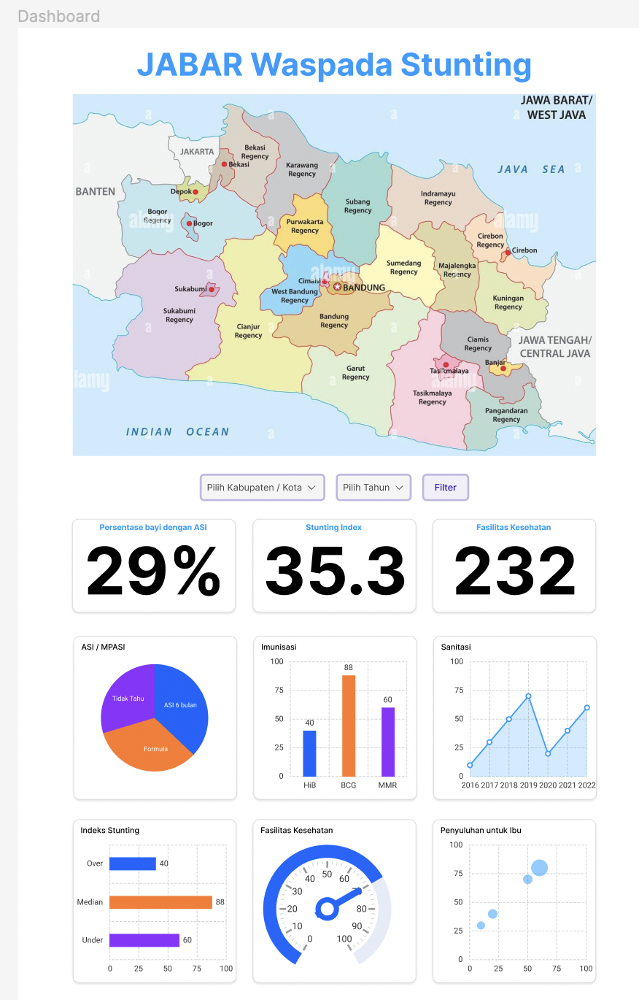 Dashboard
JABAR Waspada Stunting
JAWA BARAT/
WEST JAVA
JAKARTA
Bekasi
Regency
Bekasi
Karawang
Regency
JAVA SEA
BANTEN
Depok
Bogor
Regency
Bogor
Subang
Regency
Indramayu
Regency
Purwakarta
Regency
Cirebon
Regency
Cirebon
Sumedang
Regency
Majalengka
Regency
Cimahi
BANDUNG
West Bandung
Regency
Sukabumi
Sukabumi
Regency
Kuningan
Regency
Cianjur
Regency
Bandung
Regency
Ciamis
Regency
JAWA TENGAH/
CENTRAL JAVA
Banjar
Tasikmalaya
Garut
Regency
Tasikmalaya
Regency
Pangandaran
Regency
INDIAN OCEAN
alamy
alamy
alamy
alamy
alamy
a
a
a
a
a
a
a
a
a
a
a
a
a
a
Pilih Kabupaten / Kota
Pilih Tahun
Filter
Persentase bayi dengan ASI
29%
Stunting Index
35.3
Fasilitas Kesehatan
232
ASI / MPASI
Tidak Tahu
ASI 6 bulan
Formula
Imunisasi
100
75
50
25
0
40
88
60
HiB BCG MMR
Sanitasi
100
75
50
25
0
2016 2017 2018 2019 2020 2021 2022
Indeks Stunting
Over 40
Median 88
Under 60
0 25 50 75 100
Fasilitas Kesehatan
0
10
20
30
40
50
60
70
80
90
100
Penyuluhan untuk Ibu
100
75
50
25
0
0 25 50 75 100